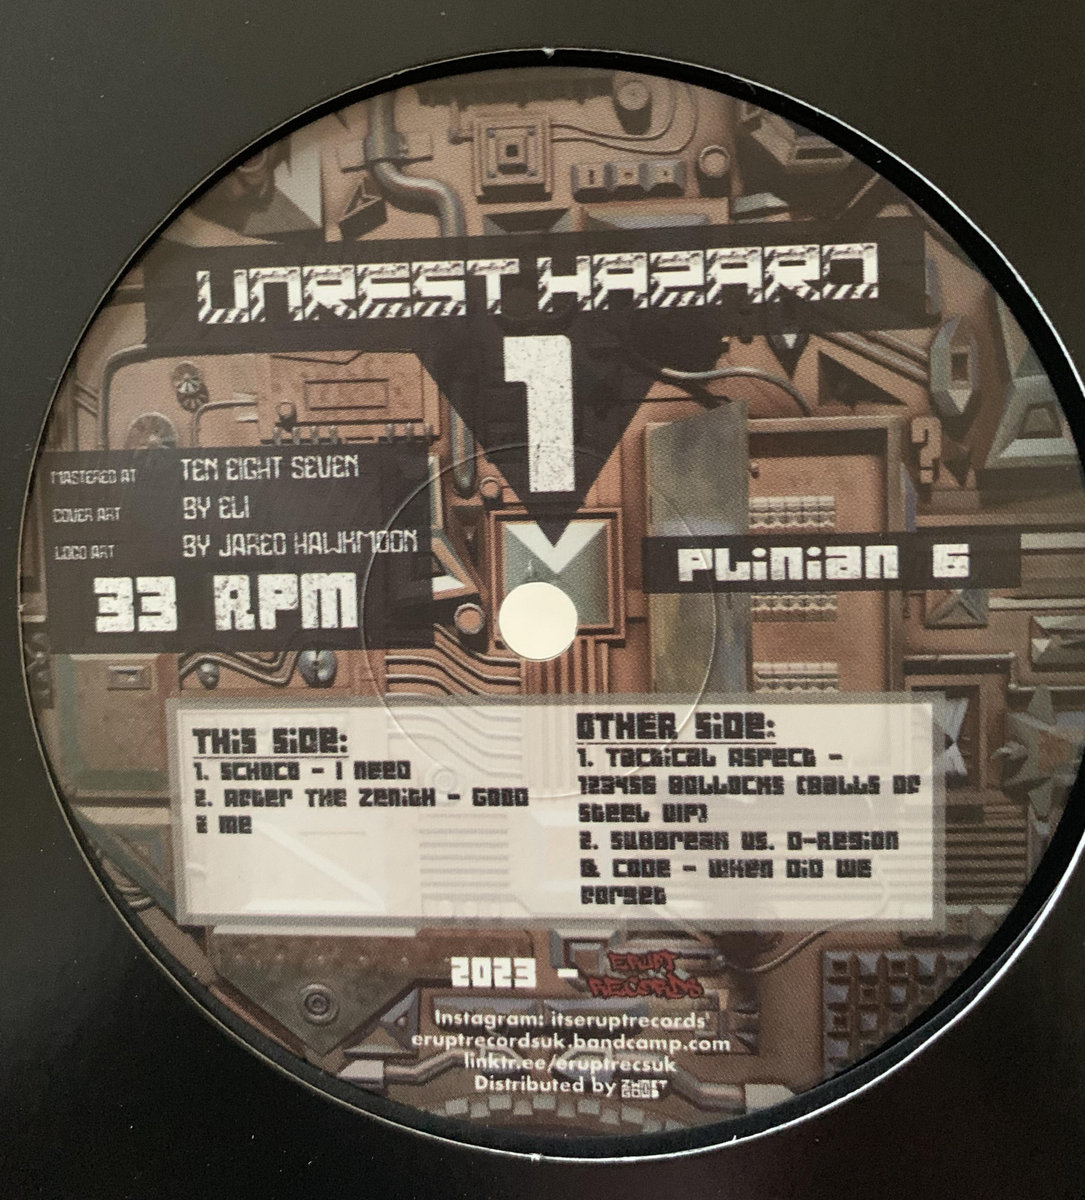 UNREST HAZARD
1
MASTERED AT TEN EIGHT SEVEN
COVER ART BY ELI
LOGO ART BY JARED HAWKMOON
33 RPM
PLINIAN 6
THIS SIDE:
1. SCHOCO - I NEED
2. AFTER THE ZENITH - GOOD
2 ME
OTHER SIDE:
1. TACTICAL ASPECT -
123456 BOLLOCKS (BALLS OF
STEEL VIP)
2. SUBBREAK VS. D-REGION
& CODE - WHEN DID WE
FORGET
2023 - ERUPT
RECORDS
Instagram: itseruptrecords
eruptrecordsuk.bandcamp.com
linktr.ee/eruptrecsuk
Distributed by